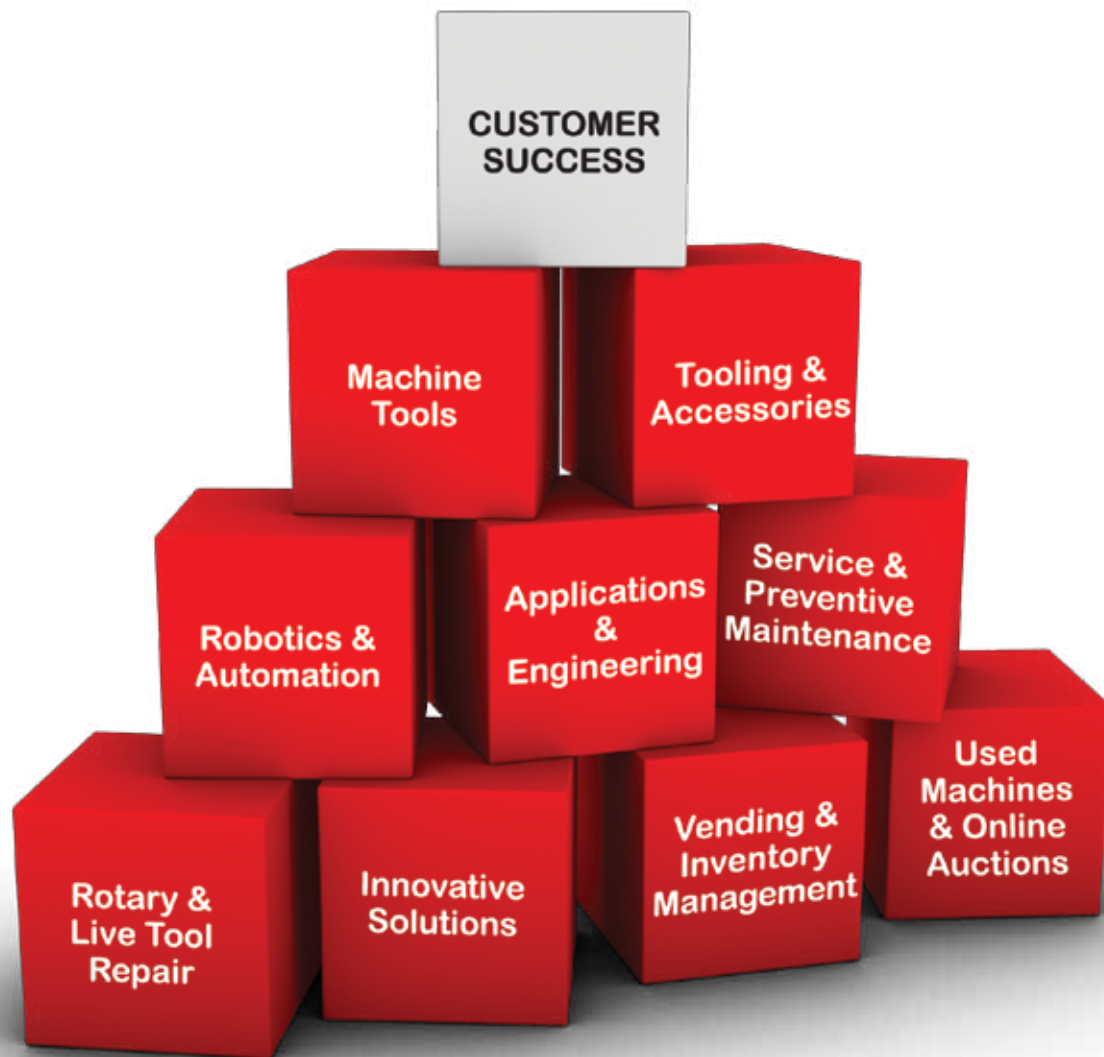 CUSTOMER
SUCCESS
Machine
Tools
Tooling &
Accessories
Robotics &
Automation
Applications
&
Engineering
Service &
Preventive
Maintenance
Rotary &
Live Tool
Repair
Innovative
Solutions
Vending &
Inventory
Management
Used
Machines
& Online
Auctions